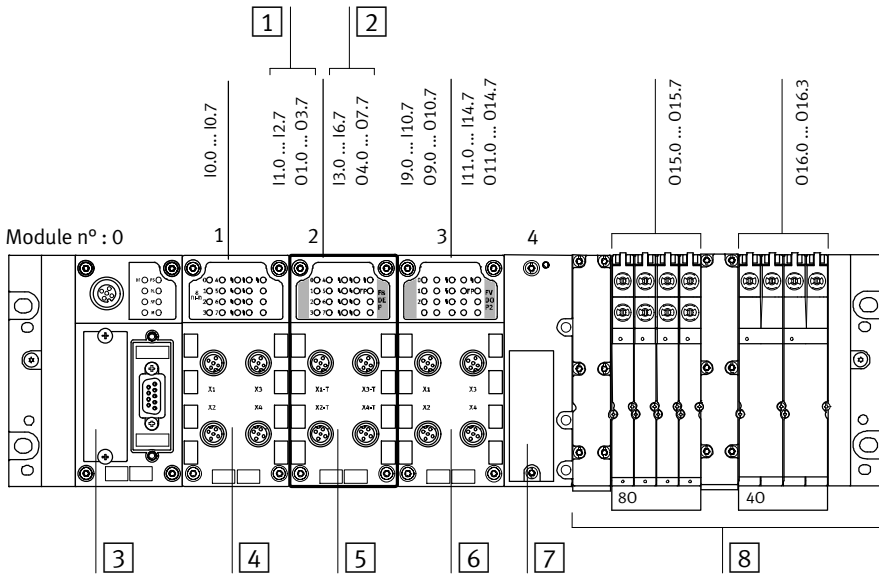 1 2
I0.0 ... I0.7
I1.0 ... I2.7
O1.0 ... O3.7
I3.0 ... I6.7
O4.0 ... O7.7
I9.0 ... I10.7
O9.0 ... O10.7
I11.0 ... I14.7
O11.0 ... O14.7
O15.0 ... O15.7
O16.0 ... O16.3
Module n° : 0 1 2 3 4
X1 X3 X1-T X3-T X1 X3
X2 X4 X2-T X4-T X2 X4
8O 4O
3 4 5 6 7 8